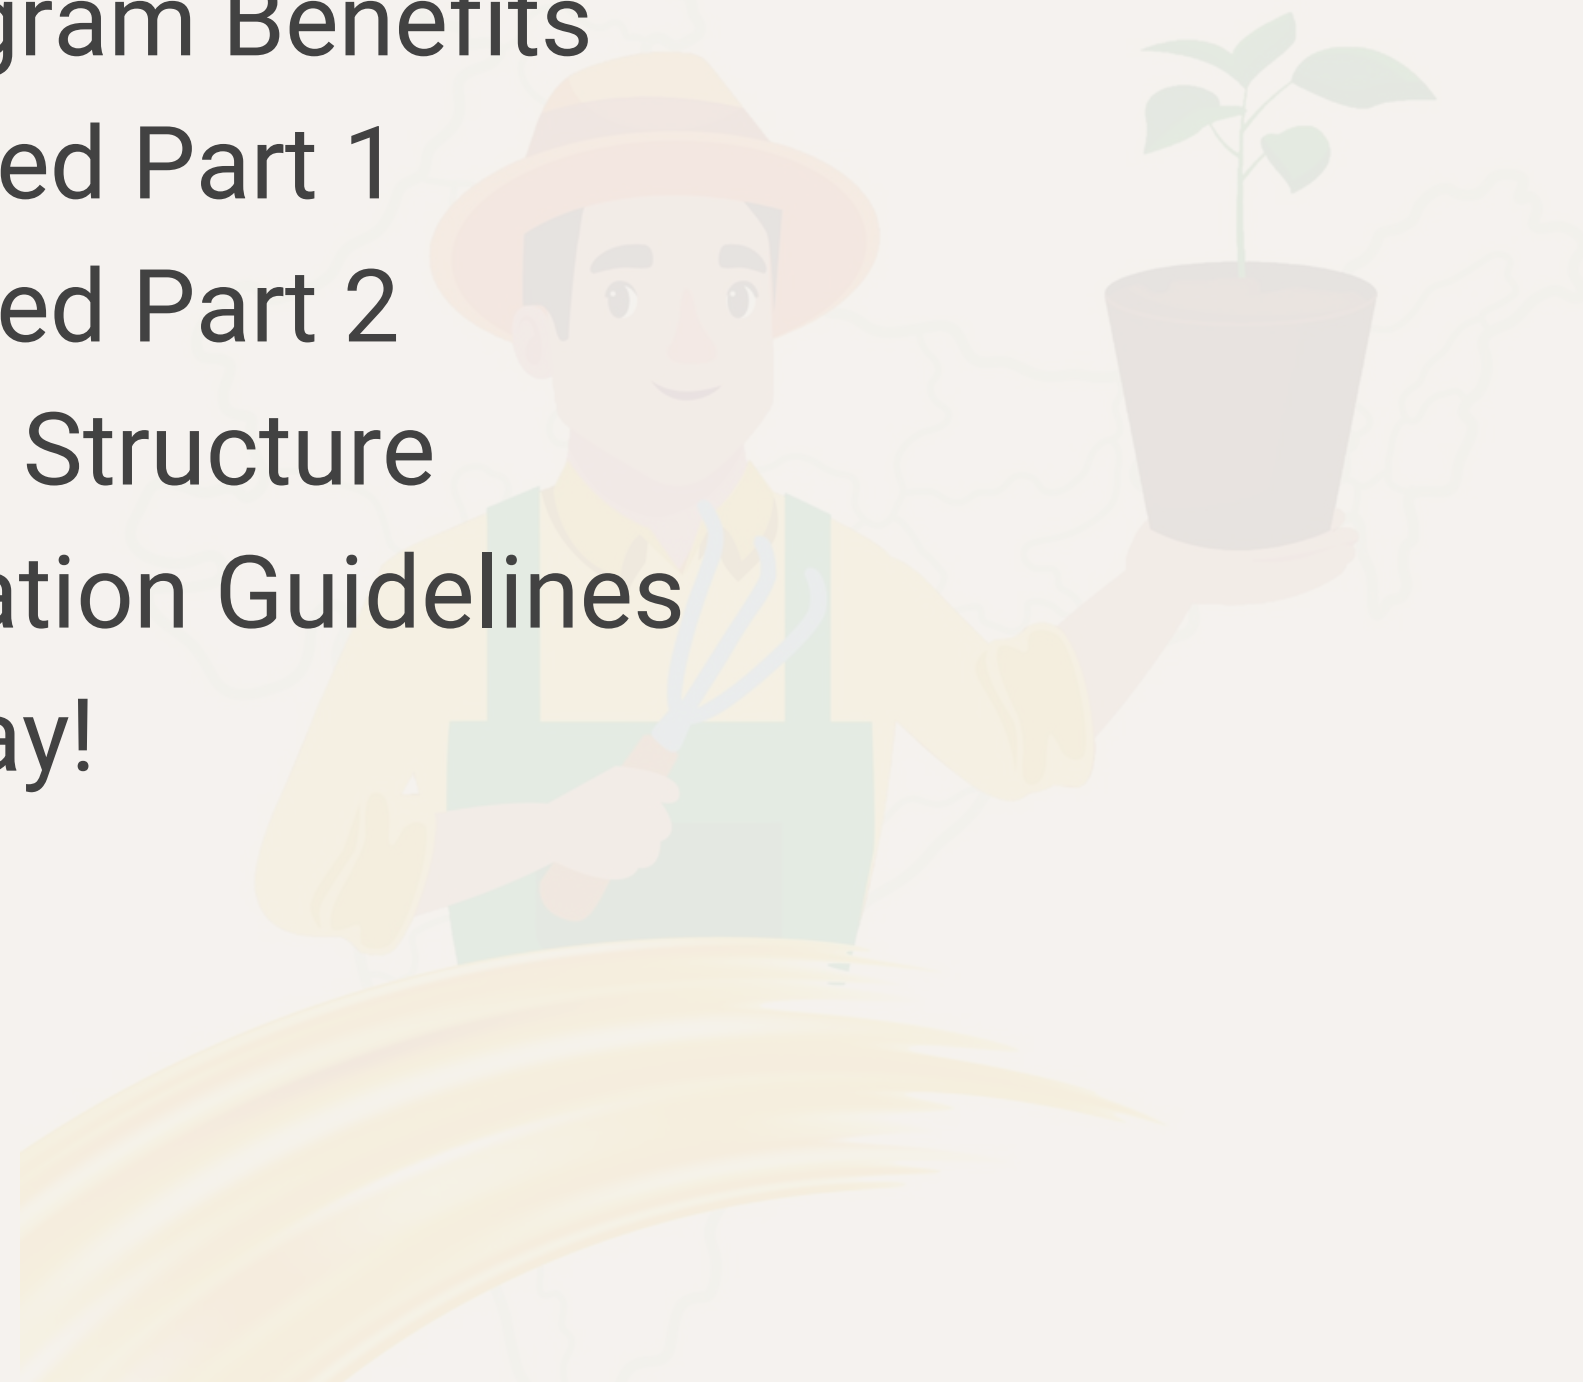 gram Benefits
ed Part 1
ed Part 2
Structure
ation Guidelines
ay!